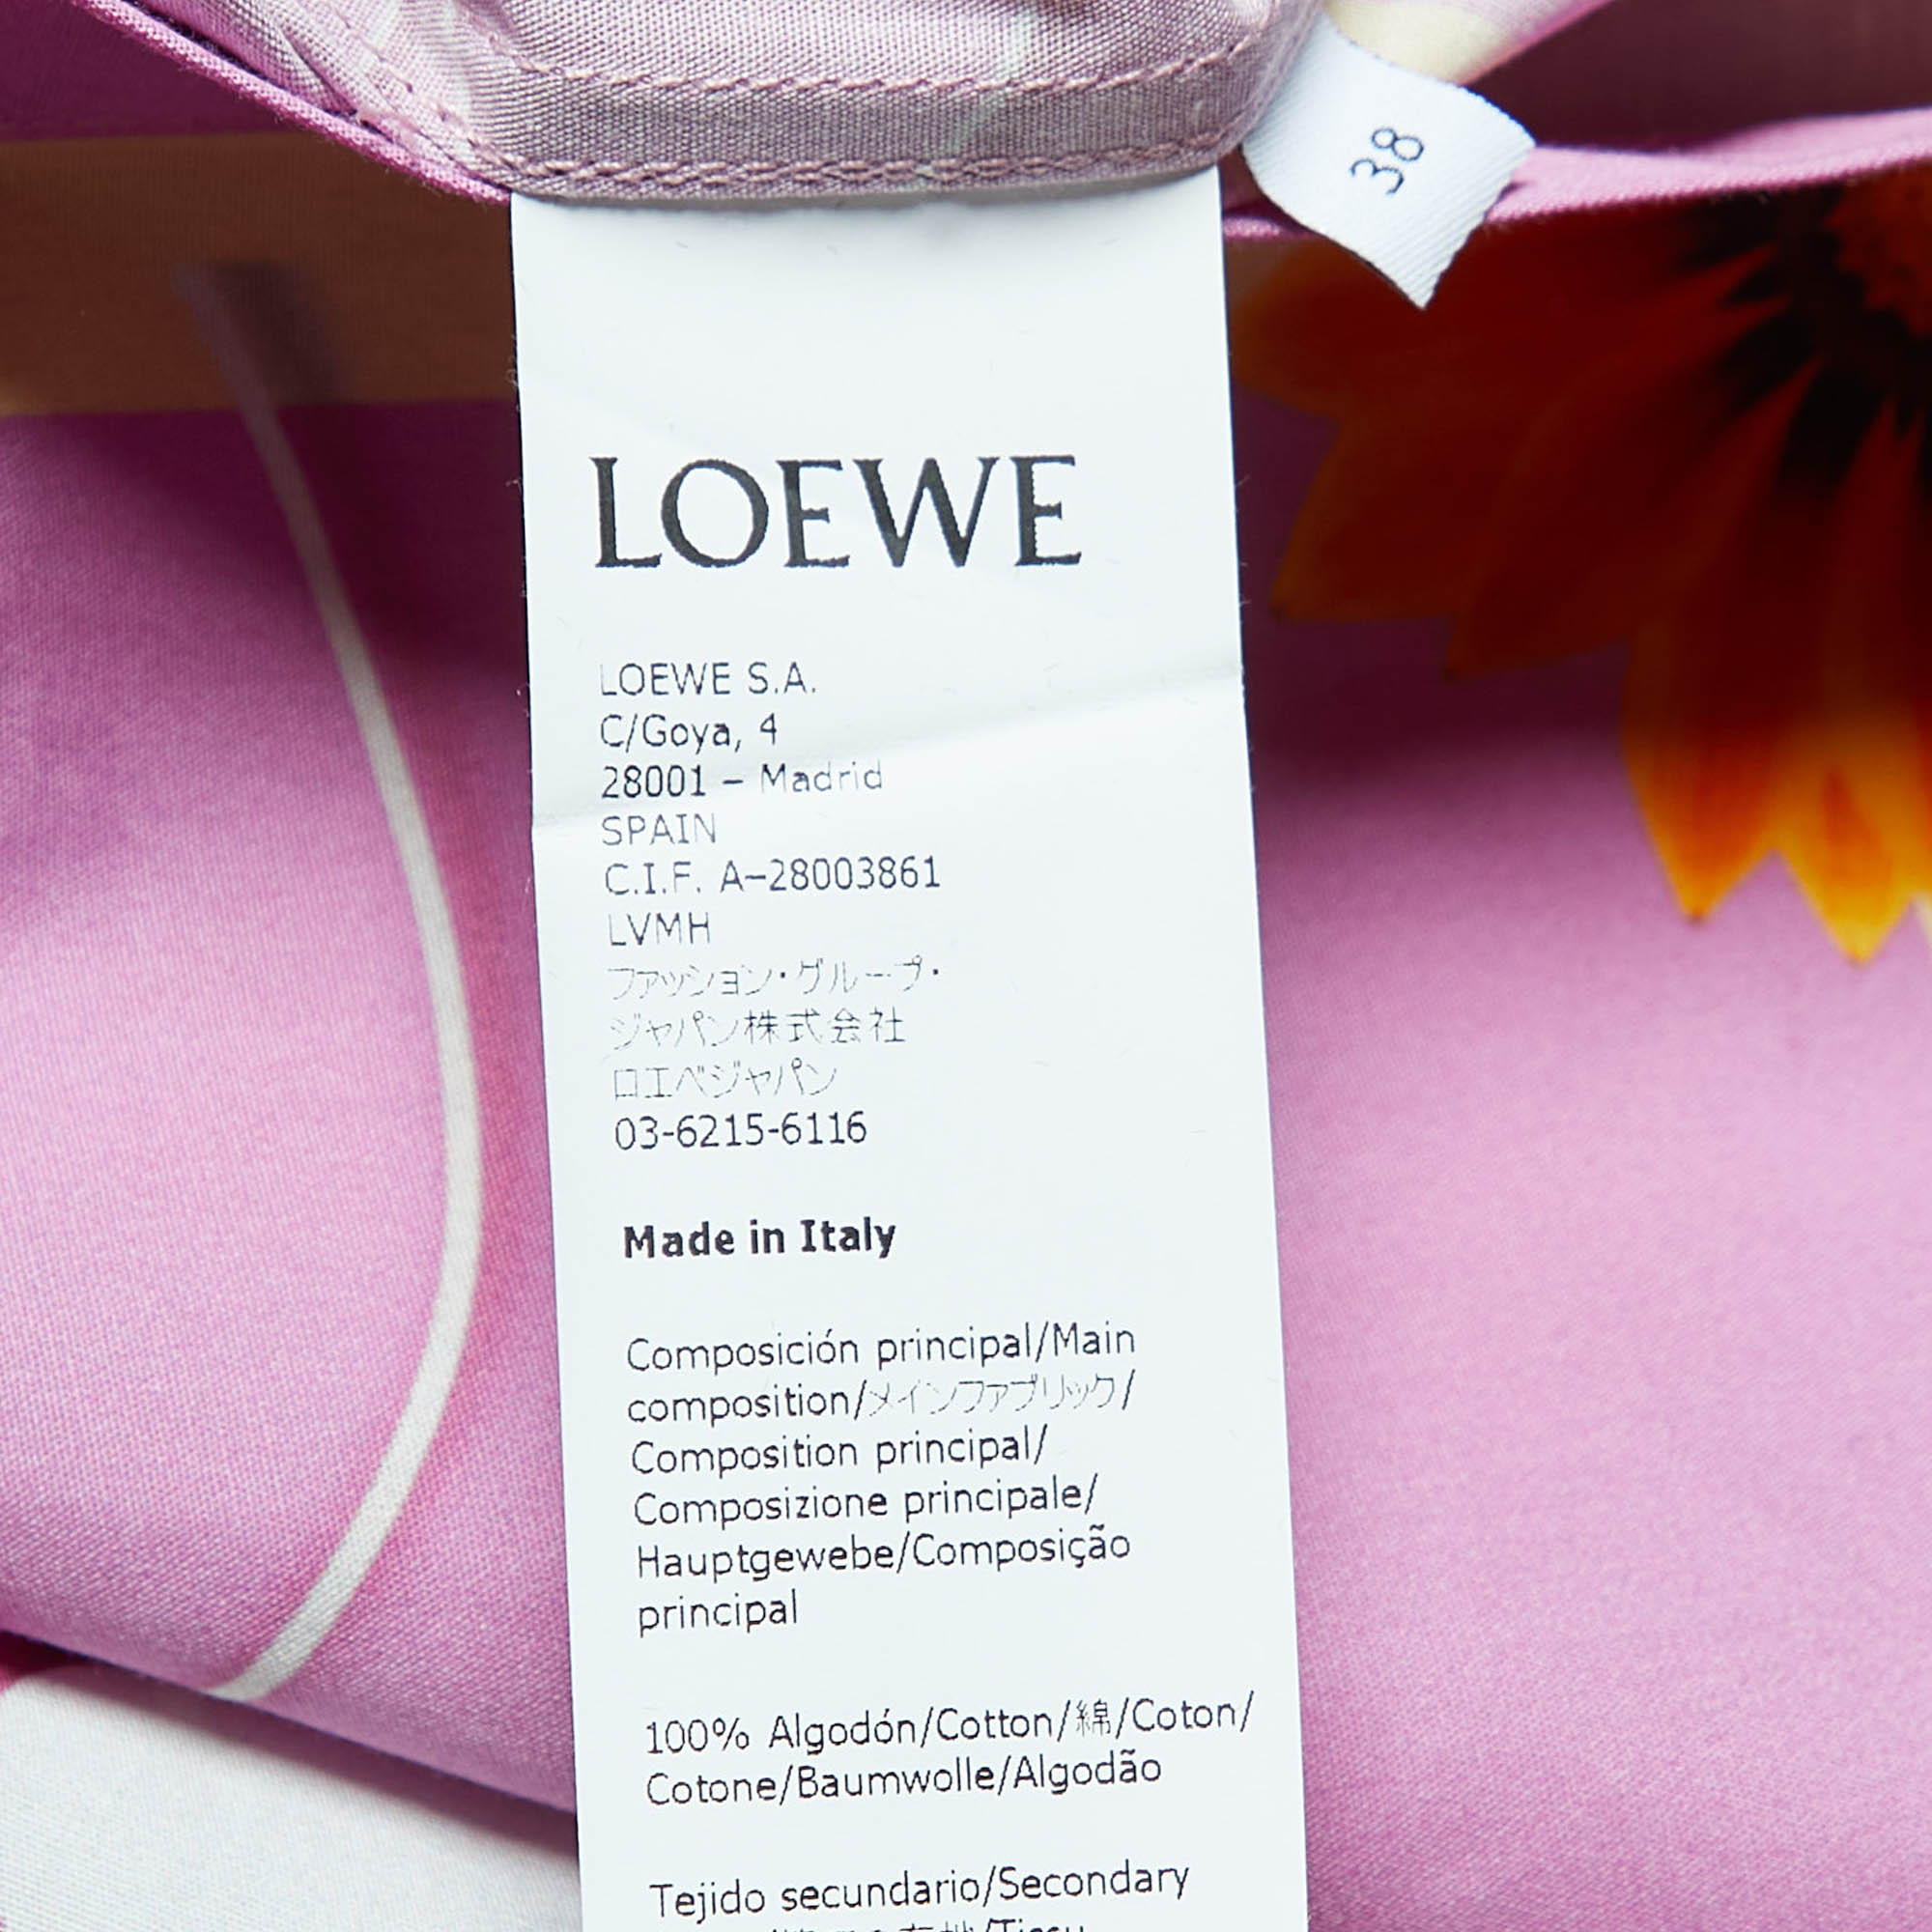 38
LOEWE
LOEWE S.A.
C/Goya, 4
28001 – Madrid
SPAIN
C.I.F. A–28003861
LVMH
ファッション・グループ・
ジャパン株式会社
ロエベジャパン
03-6215-6116
Made in Italy
Composición principal/Main
composition/メインファブリック/
Composition principal/
Composizione principale/
Hauptgewebe/Composição
principal
100% Algodón/Cotton/綿/Coton/
Cotone/Baumwolle/Algodão
Tejido secundario/Secondary